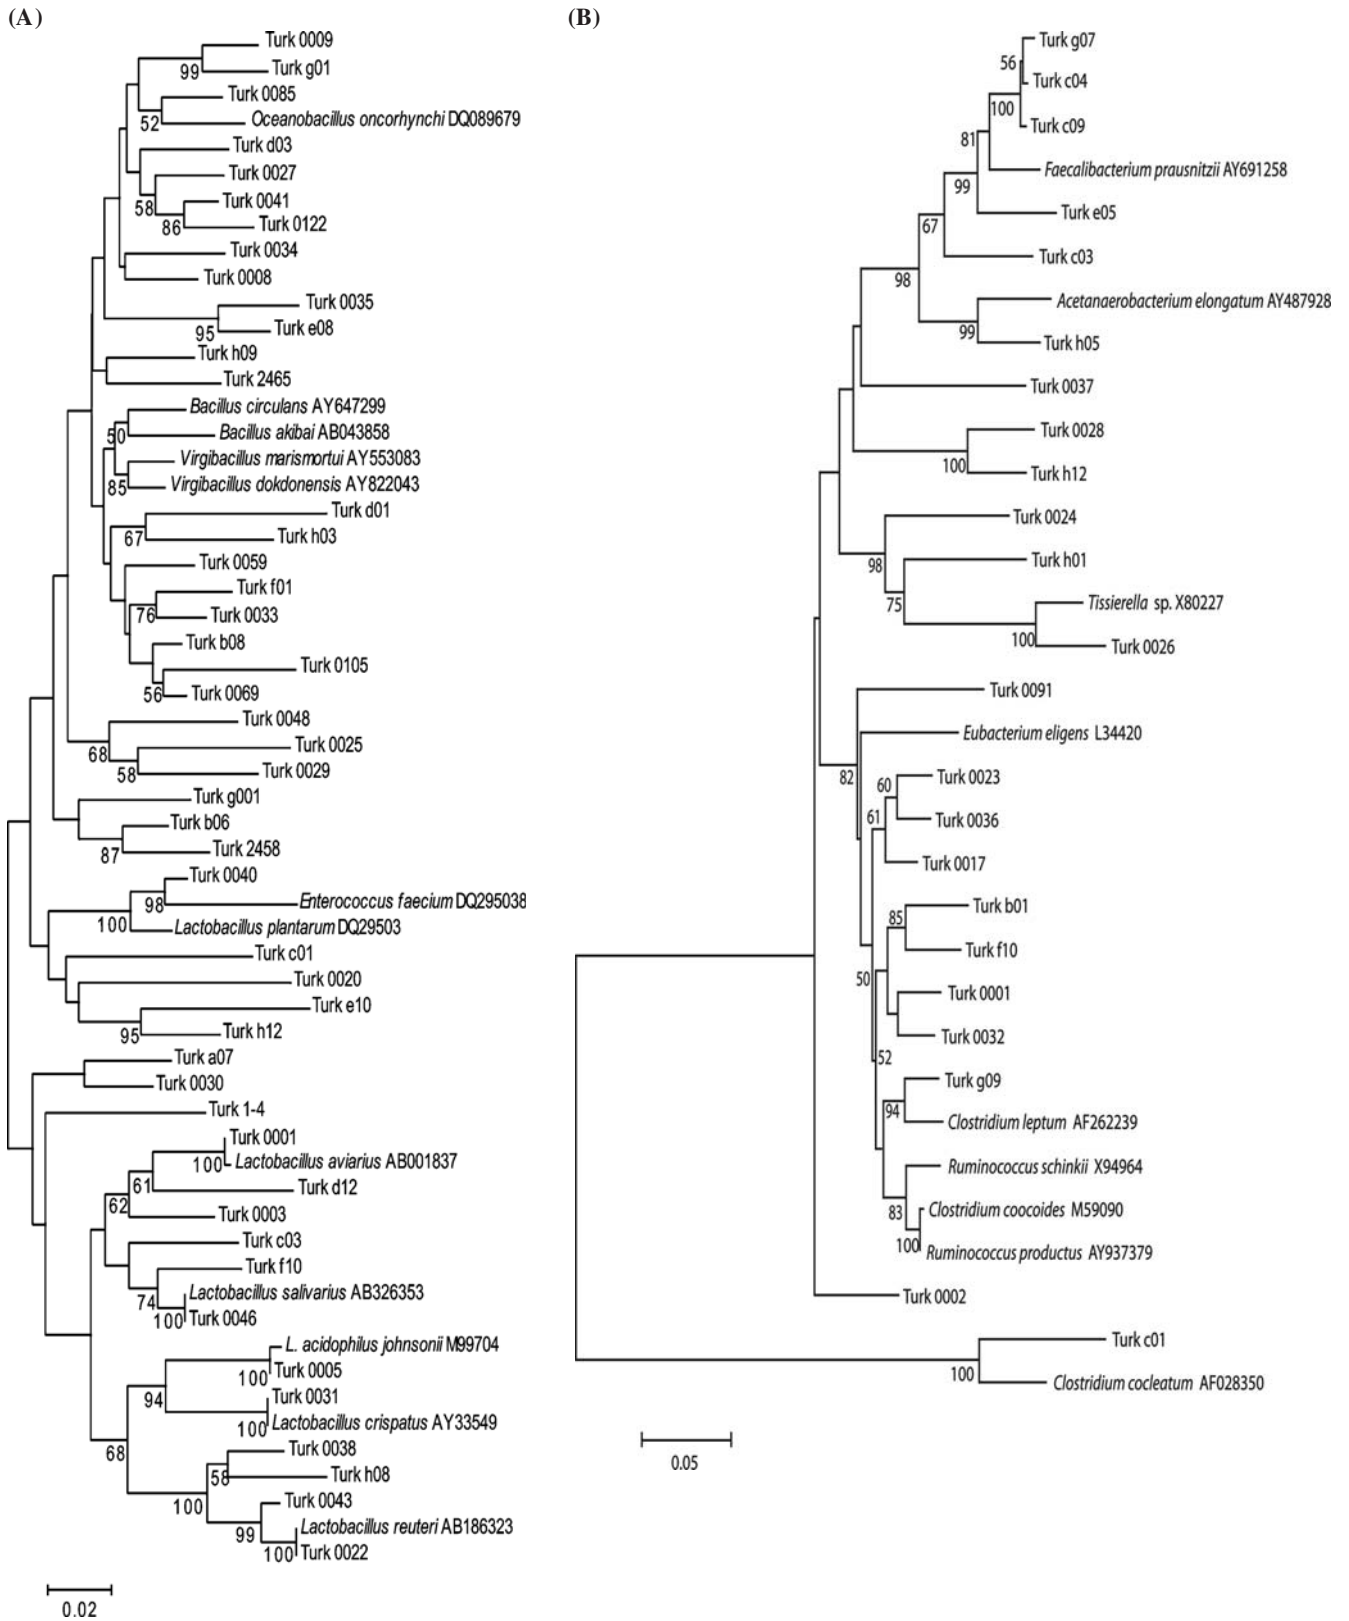 (A)
Turk 0009
99
Turk g01
Turk 0085
52
Oceanobacillus oncorhynchi DQ089679
Turk d03
Turk 0027
58
Turk 0041
86
Turk 0122
Turk 0034
Turk 0008
Turk 0035
95
Turk e08
Turk h09
Turk 2465
Bacillus circulans AY647299
50
Bacillus akibai AB043858
Virgibacillus marismortui AY553083
85
Virgibacillus dokdonensis AY822043
Turk d01
67
Turk h03
Turk 0059
Turk f01
76
Turk 0033
Turk b08
Turk 0105
56
Turk 0069
Turk 0048
68
Turk 0025
58
Turk 0029
Turk g001
Turk b06
87
Turk 2458
Turk 0040
98
Enterococcus faecium DQ295038
100
Lactobacillus plantarum DQ29503
Turk c01
Turk 0020
Turk e10
95
Turk h12
Turk a07
Turk 0030
Turk 1-4
Turk 0001
100
Lactobacillus aviarius AB001837
61
Turk d12
62
Turk 0003
Turk c03
Turk f10
74
Lactobacillus salivarius AB326353
100
Turk 0046
L. acidophilus johnsonii M99704
100
Turk 0005
94
Turk 0031
100
Lactobacillus crispatus AY33549
68
Turk 0038
58
Turk h08
100
Turk 0043
99
Lactobacillus reuteri AB186323
100
Turk 0022
0.02
(B)
Turk g07
56
Turk c04
100
Turk c09
81
Faecalibacterium prausnitzii AY691258
99
Turk e05
67
Turk c03
98
Acetanaerobacterium elongatum AY487928
99
Turk h05
Turk 0037
Turk 0028
100
Turk h12
Turk 0024
98
Turk h01
75
Tissierella sp. X80227
100
Turk 0026
Turk 0091
Eubacterium eligens L34420
82
Turk 0023
60
Turk 0036
61
Turk 0017
Turk b01
85
Turk f10
50
Turk 0001
Turk 0032
52
Turk g09
94
Clostridium leptum AF262239
Ruminococcus schinkii X94964
83
Clostridium coocoides M59090
100
Ruminococcus productus AY937379
Turk 0002
Turk c01
100
Clostridium cocleatum AF028350
0.05